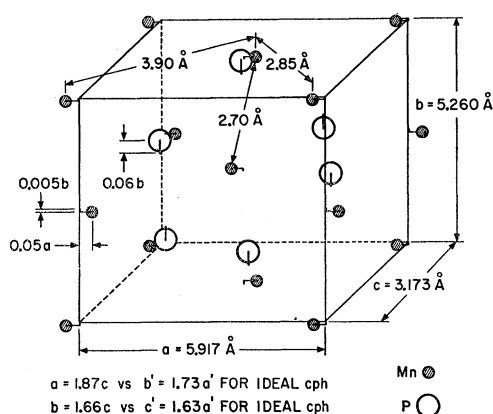 3.90 Å
2.85 Å
2.70 Å
b = 5.260 Å
0.005b
0.06b
0.05a
c = 3.173 Å
a = 5.917 Å
Mn
a = 1.87c vs b' = 1.73a' FOR IDEAL cph
P
b = 1.66c vs c' = 1.63a' FOR IDEAL cph